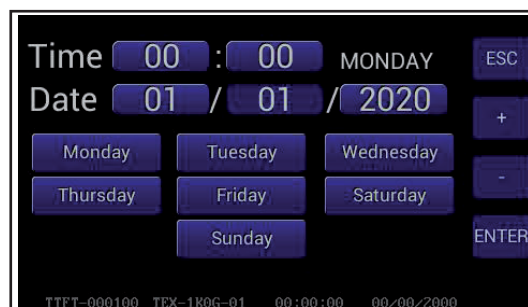 Time 00 : 00 MONDAY ESC
Date 01 / 01 / 2020
+
Monday Tuesday Wednesday
-
Thursday Friday Saturday
Sunday ENTER
TTFT-000100 TEX-1K0G-01 00:00:00 00/00/2000